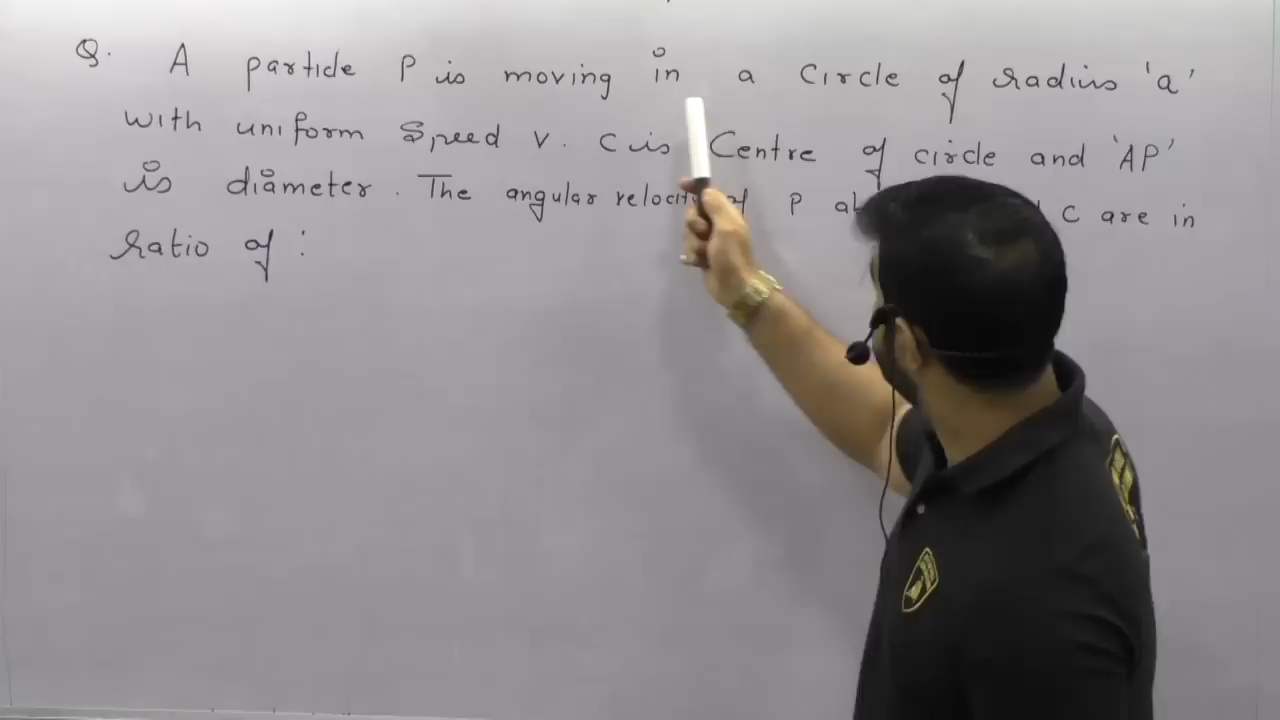 Q. A particle P is moving in a Circle of radius 'a'
with uniform Speed v. C is Centre of circle and 'AP'
is diameter. The angular velocity of P C are in
ratio of :